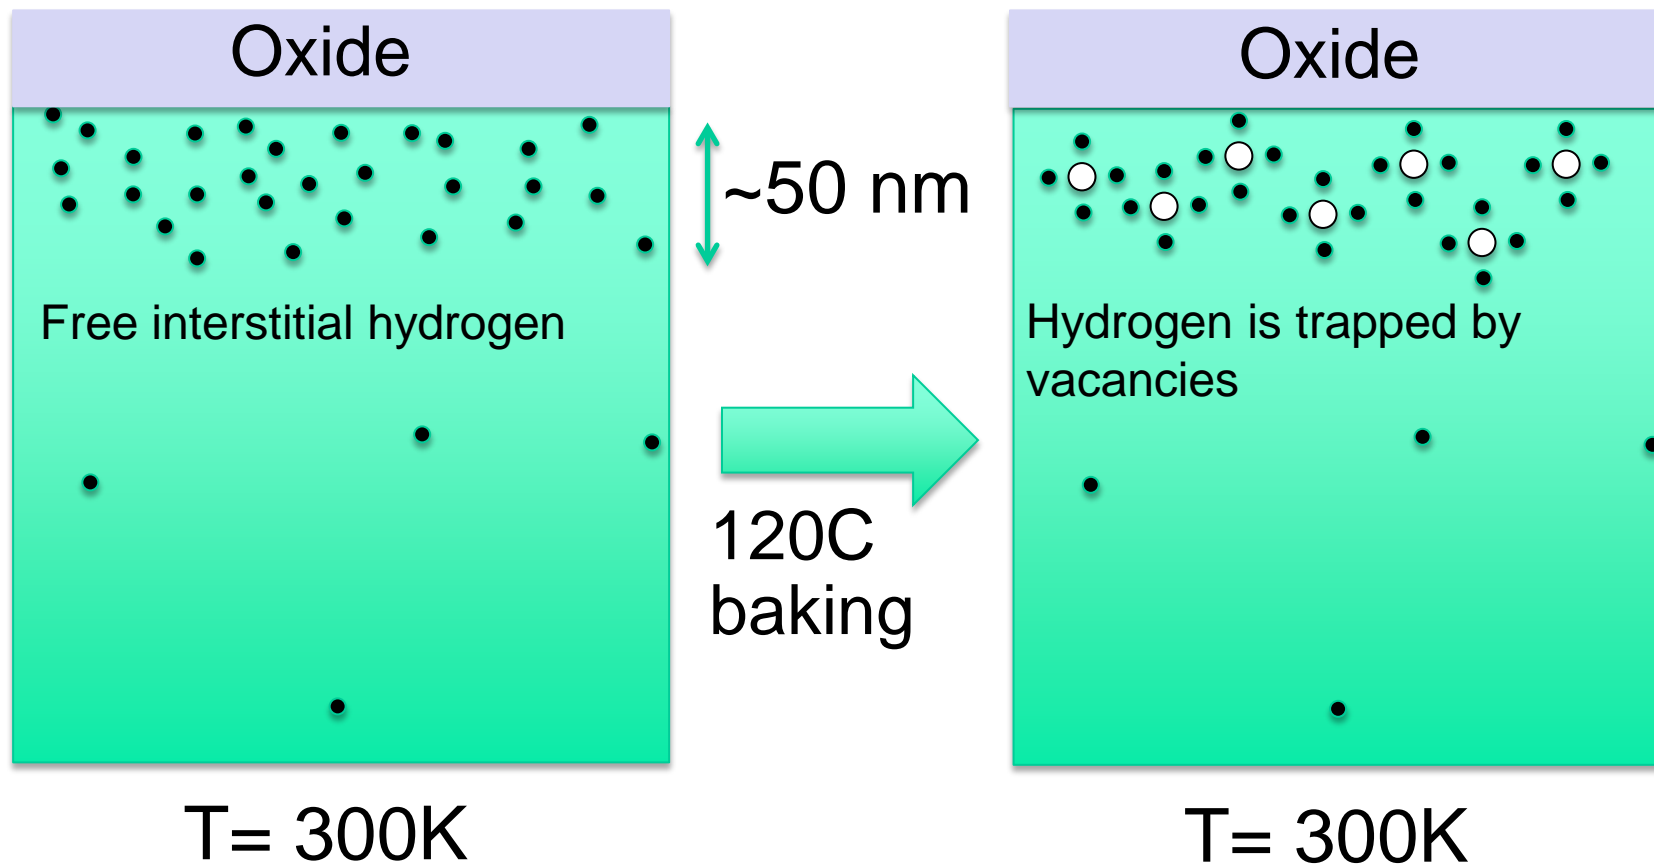 Oxide
Oxide
~50 nm
Free interstitial hydrogen
Hydrogen is trapped by
vacancies
120C
baking
T= 300K
T= 300K